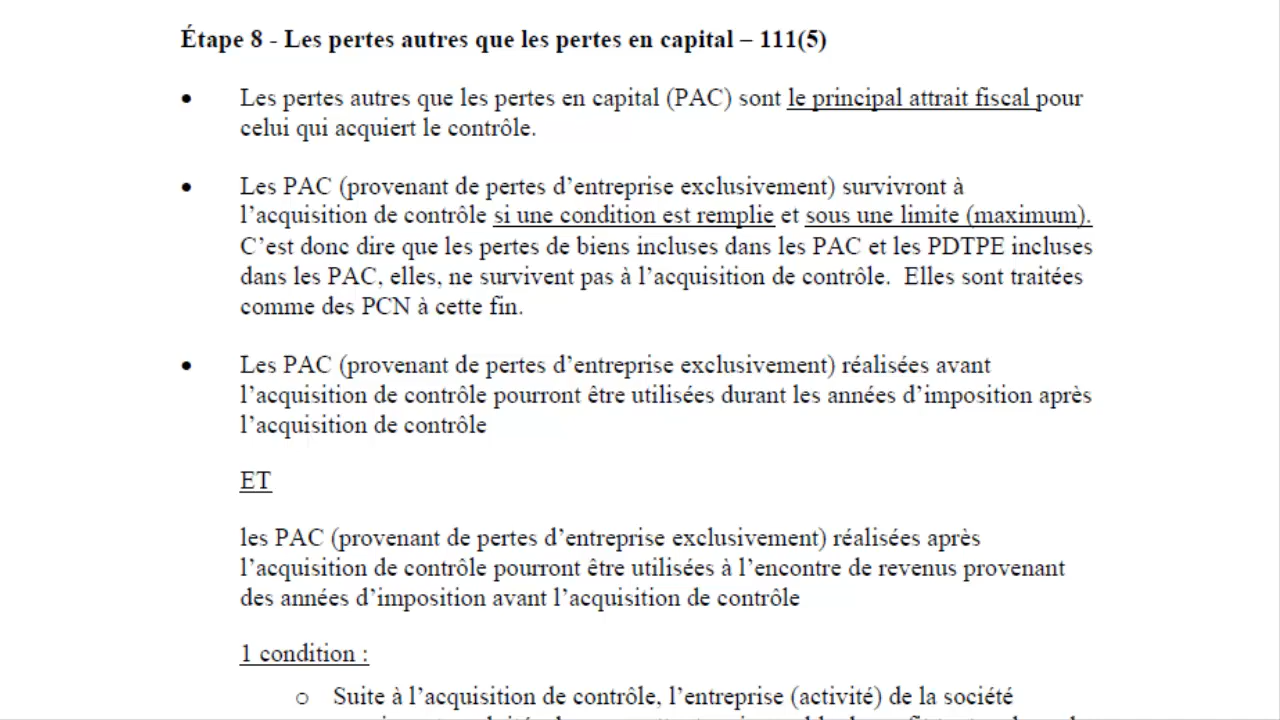 Étape 8 - Les pertes autres que les pertes en capital – 111(5)
• Les pertes autres que les pertes en capital (PAC) sont le principal attrait fiscal pour
celui qui acquiert le contrôle.
• Les PAC (provenant de pertes d’entreprise exclusivement) survivront à
l’acquisition de contrôle si une condition est remplie et sous une limite (maximum).
C’est donc dire que les pertes de biens incluses dans les PAC et les PDTPE incluses
dans les PAC, elles, ne survivent pas à l’acquisition de contrôle.  Elles sont traitées
comme des PCN à cette fin.
• Les PAC (provenant de pertes d’entreprise exclusivement) réalisées avant
l’acquisition de contrôle pourront être utilisées durant les années d’imposition après
l’acquisition de contrôle
ET
les PAC (provenant de pertes d’entreprise exclusivement) réalisées après
l’acquisition de contrôle pourront être utilisées à l’encontre de revenus provenant
des années d’imposition avant l’acquisition de contrôle
1 condition :
o Suite à l’acquisition de contrôle, l’entreprise (activité) de la société